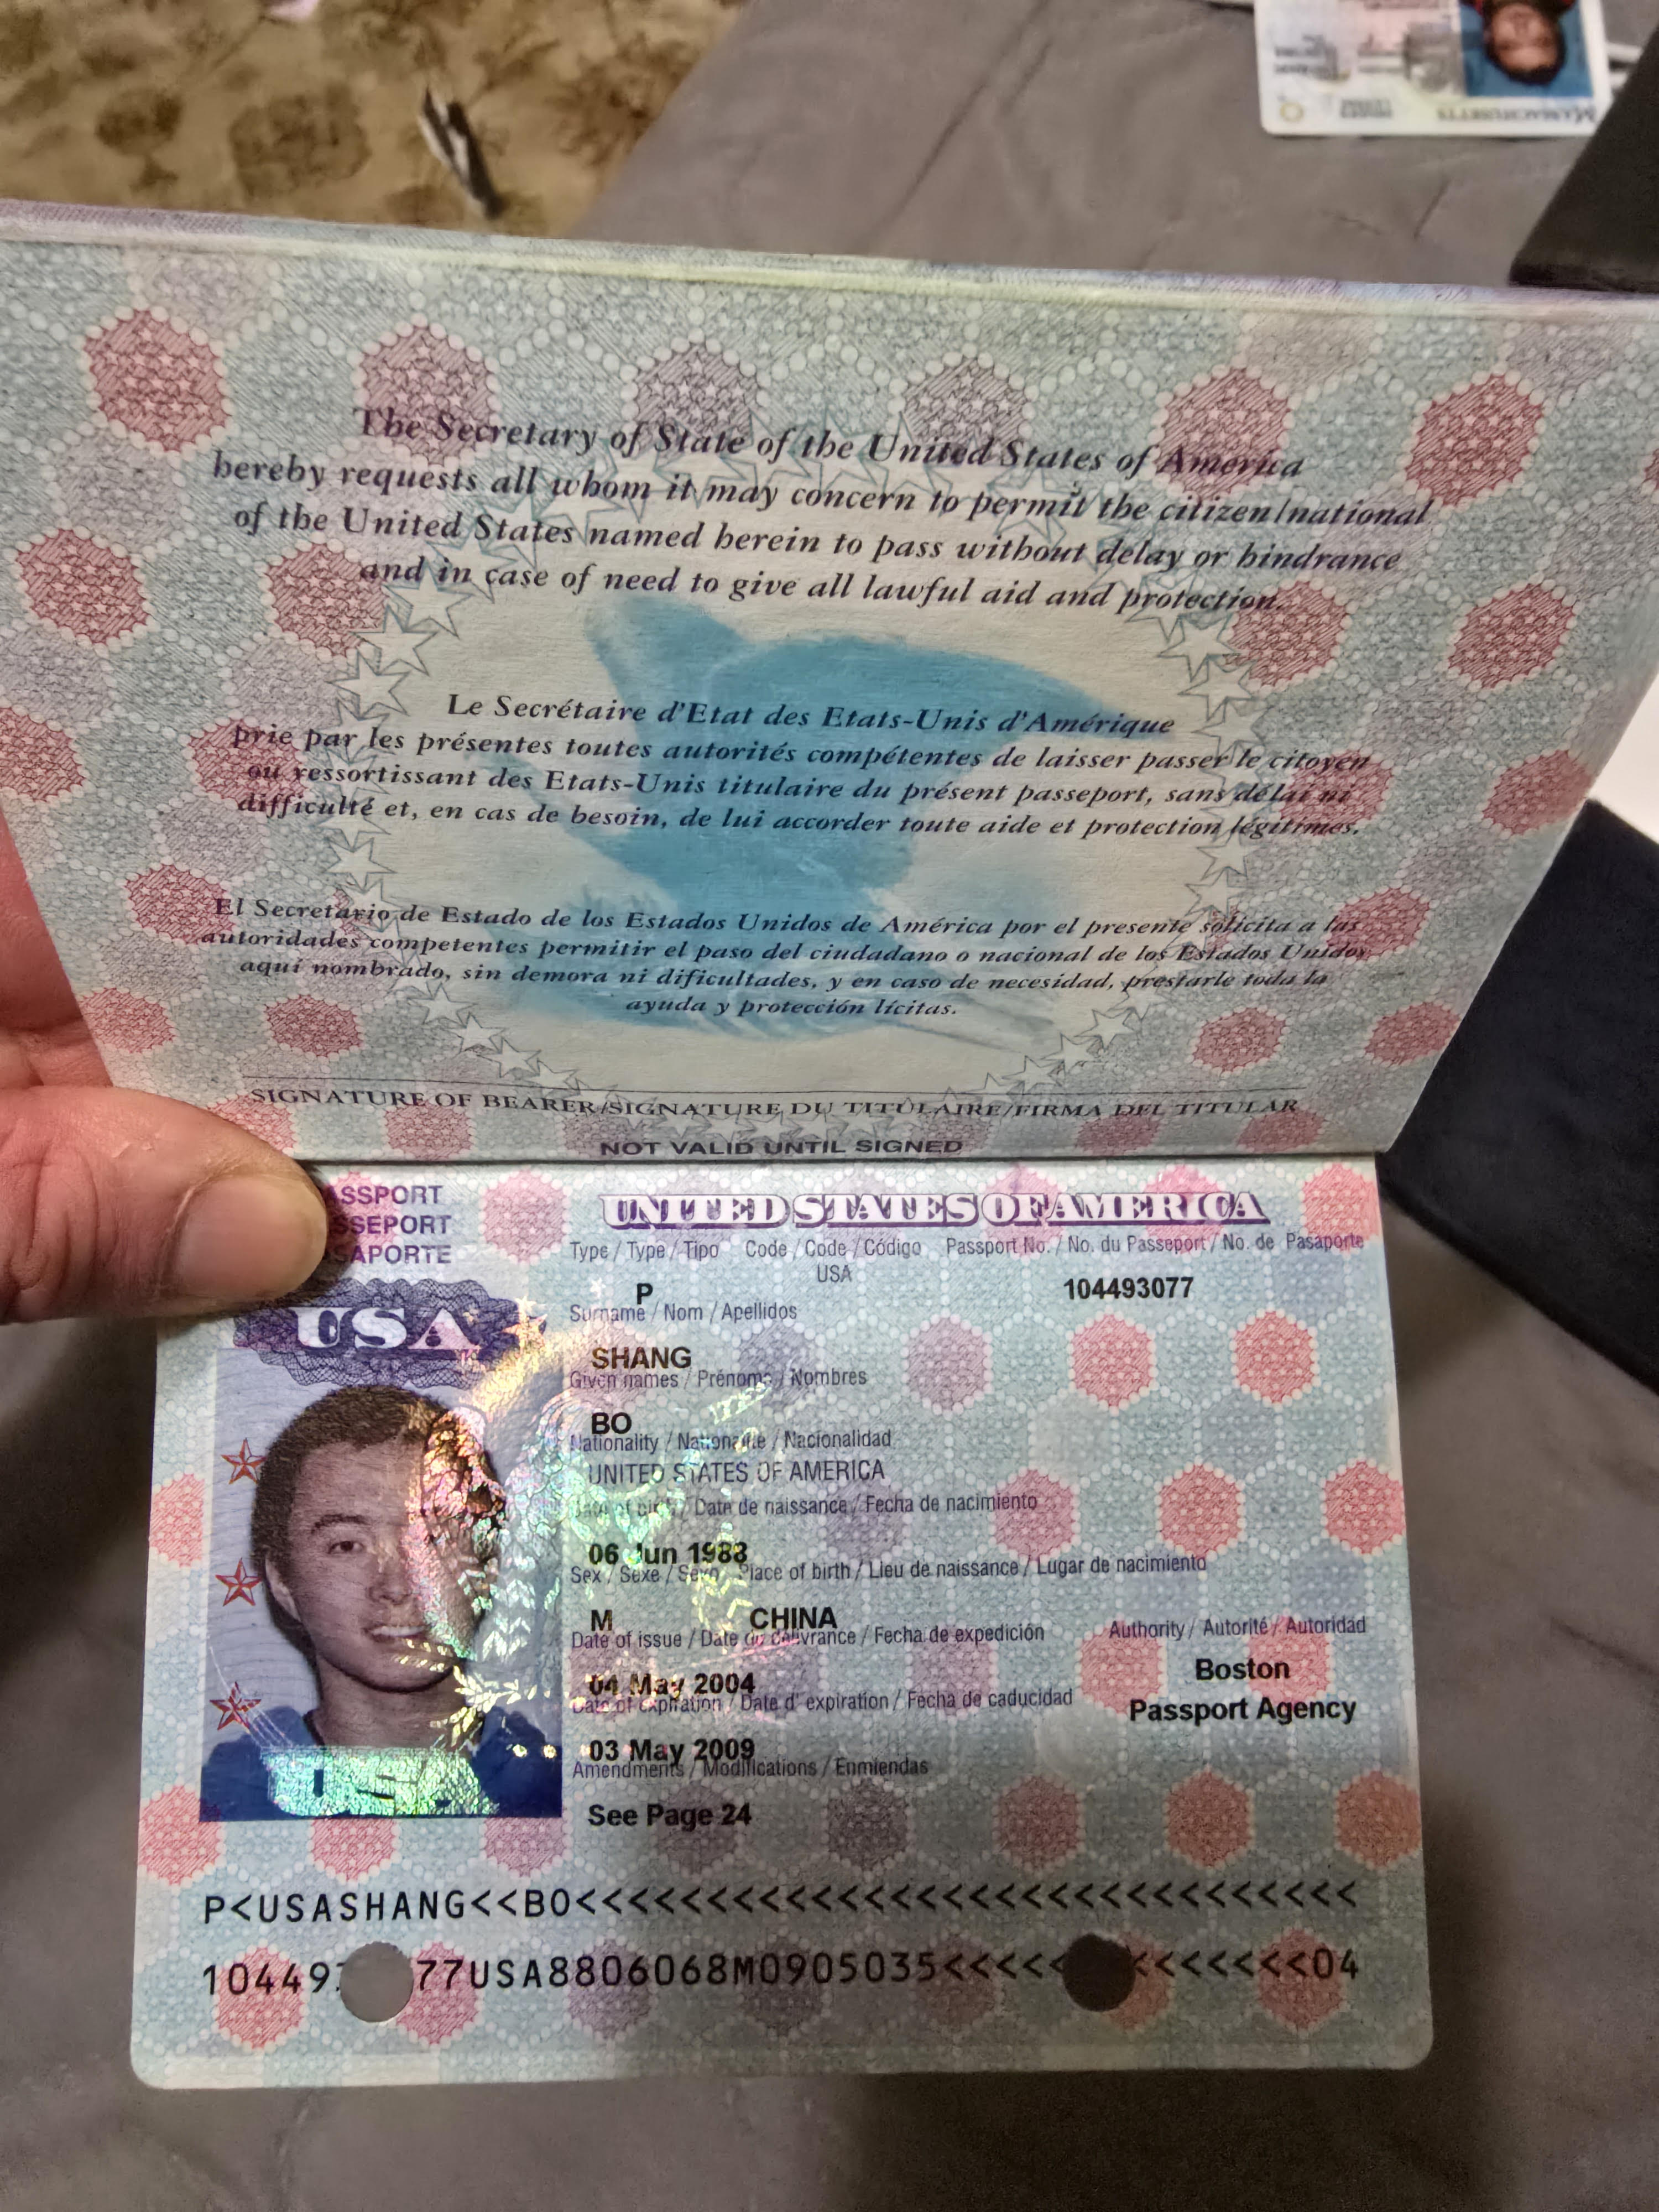 MASSACHUSETTS
The Secretary of State of the United States of America
hereby requests all whom it may concern to permit the citizen/national
of the United States named herein to pass without delay or hindrance
and in case of need to give all lawful aid and protection.
Le Secrétaire d'Etat des Etats-Unis d'Amérique
prie par les présentes toutes autorités compétentes de laisser passer le citoyen
ou ressortissant des Etats-Unis titulaire du présent passeport, sans délai ni
difficulté et, en cas de besoin, de lui accorder toute aide et protection légitimes.
El Secretario de Estado de los Estados Unidos de América por el presente solicita a las
autoridades competentes permitir el paso del ciudadano o nacional de los Estados Unidos
aquí nombrado, sin demora ni dificultades, y en caso de necesidad, prestarle toda la
ayuda y protección lícitas.
SIGNATURE OF BEARER/SIGNATURE DU TITULAIRE/FIRMA DEL TITULAR
NOT VALID UNTIL SIGNED
ASSPORT
SSEPORT
SAPORTE
USA
UNITED STATES OF AMERICA
Type / Type / Tipo Code / Code / Código Passport No. / No. du Passeport / No. de Pasaporte
P USA 104493077
Surname / Nom / Apellidos
SHANG
Given names / Prénoms / Nombres
BO
Nationality / Nationalité / Nacionalidad
UNITED STATES OF AMERICA
Date of birth / Date de naissance / Fecha de nacimiento
06 Jun 1988
Sex / Sexe / Sexo Place of birth / Lieu de naissance / Lugar de nacimiento
M CHINA
Date of issue / Date de délivrance / Fecha de expedición Authority / Autorité / Autoridad
04 May 2004 Boston
Date of expiration / Date d' expiration / Fecha de caducidad Passport Agency
03 May 2009
Amendments / Modifications / Enmiendas
See Page 24
USA
P<USASHANG<<BO<<<<<<<<<<<<<<<<<<<<<<<<<<<<<<
10449 77USA8806068M0905035<<<<< <<<<<<<04